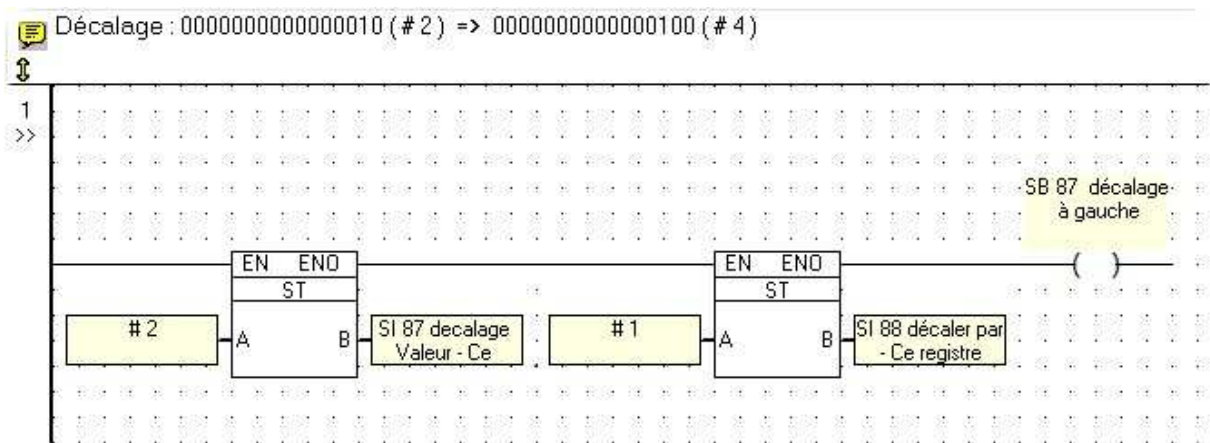 Décalage : 0000000000000010 ( # 2 ) => 0000000000000100 ( # 4 )
1
>>
SB 87 décalage
à gauche
EN ENO
EN ENO
( )
ST
ST
# 2
A
B
SI 87 decalage
Valeur - Ce
# 1
A
B
SI 88 décaler par
- Ce registre